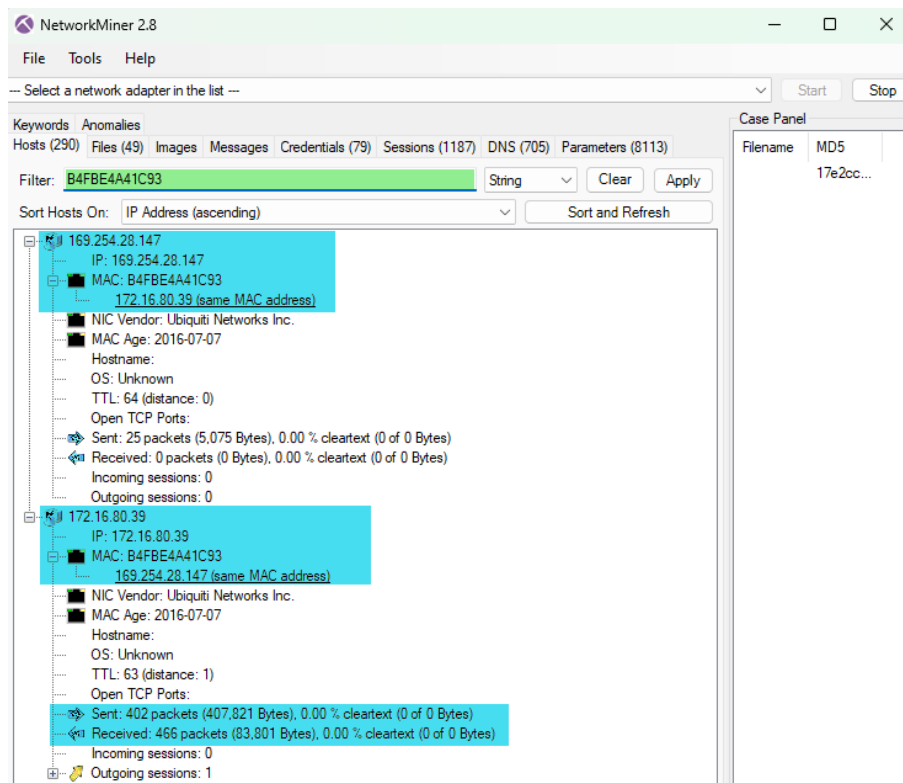 NetworkMiner 2.8
File Tools Help
--- Select a network adapter in the list ---
Start
Stop
Keywords Anomalies
Hosts (290) Files (49) Images Messages Credentials (79) Sessions (1187) DNS (705) Parameters (8113)
Filter: B4FBE4A41C93 String Clear Apply
Sort Hosts On: IP Address (ascending) Sort and Refresh
169.254.28.147
IP: 169.254.28.147
MAC: B4FBE4A41C93
172.16.80.39 (same MAC address)
NIC Vendor: Ubiquiti Networks Inc.
MAC Age: 2016-07-07
Hostname:
OS: Unknown
TTL: 64 (distance: 0)
Open TCP Ports:
Sent: 25 packets (5,075 Bytes), 0.00 % cleartext (0 of 0 Bytes)
Received: 0 packets (0 Bytes), 0.00 % cleartext (0 of 0 Bytes)
Incoming sessions: 0
Outgoing sessions: 0
172.16.80.39
IP: 172.16.80.39
MAC: B4FBE4A41C93
169.254.28.147 (same MAC address)
NIC Vendor: Ubiquiti Networks Inc.
MAC Age: 2016-07-07
Hostname:
OS: Unknown
TTL: 63 (distance: 1)
Open TCP Ports:
Sent: 402 packets (407,821 Bytes), 0.00 % cleartext (0 of 0 Bytes)
Received: 466 packets (83,801 Bytes), 0.00 % cleartext (0 of 0 Bytes)
Incoming sessions: 0
Outgoing sessions: 1
Case Panel
Filename MD5
17e2cc...